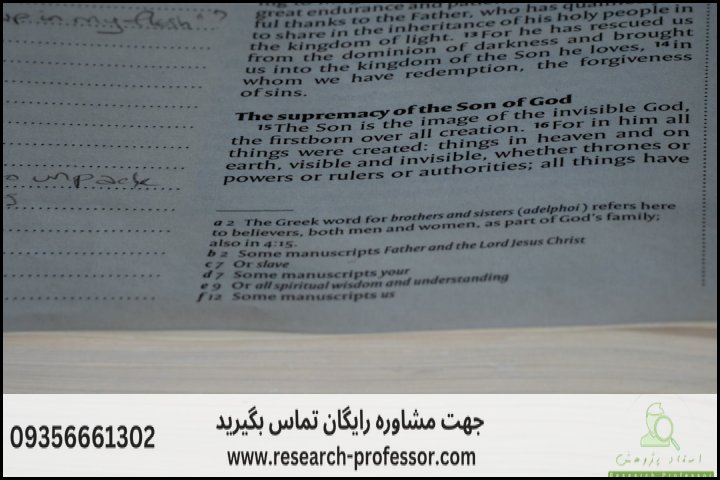 up in my flesh"?
great endurance and
ful thanks to the Father, who has
to share in the inheritance of his holy people in
the kingdom of light. 13 For he has rescued us
from the dominion of darkness and brought
us into the kingdom of the Son he loves, 14 in
whom we have redemption, the forgiveness
of sins.
The supremacy of the Son of God
15 The Son is the image of the invisible God,
the firstborn over all creation. 16 For in him all
things were created: things in heaven and on
earth, visible and invisible, whether thrones or
powers or rulers or authorities; all things have
unpack
a 2 The Greek word for brothers and sisters (adelphoi) refers here
to believers, both men and women, as part of God's family;
also in 4:15.
b 2 Some manuscripts Father and the Lord Jesus Christ
c 7 Or slave
d 7 Some manuscripts your
e 9 Or all spiritual wisdom and understanding
f 12 Some manuscripts us
جهت مشاوره رایگان تماس بگیرید
09356661302
www.research-professor.com
استاد پژوهش
Research Professor